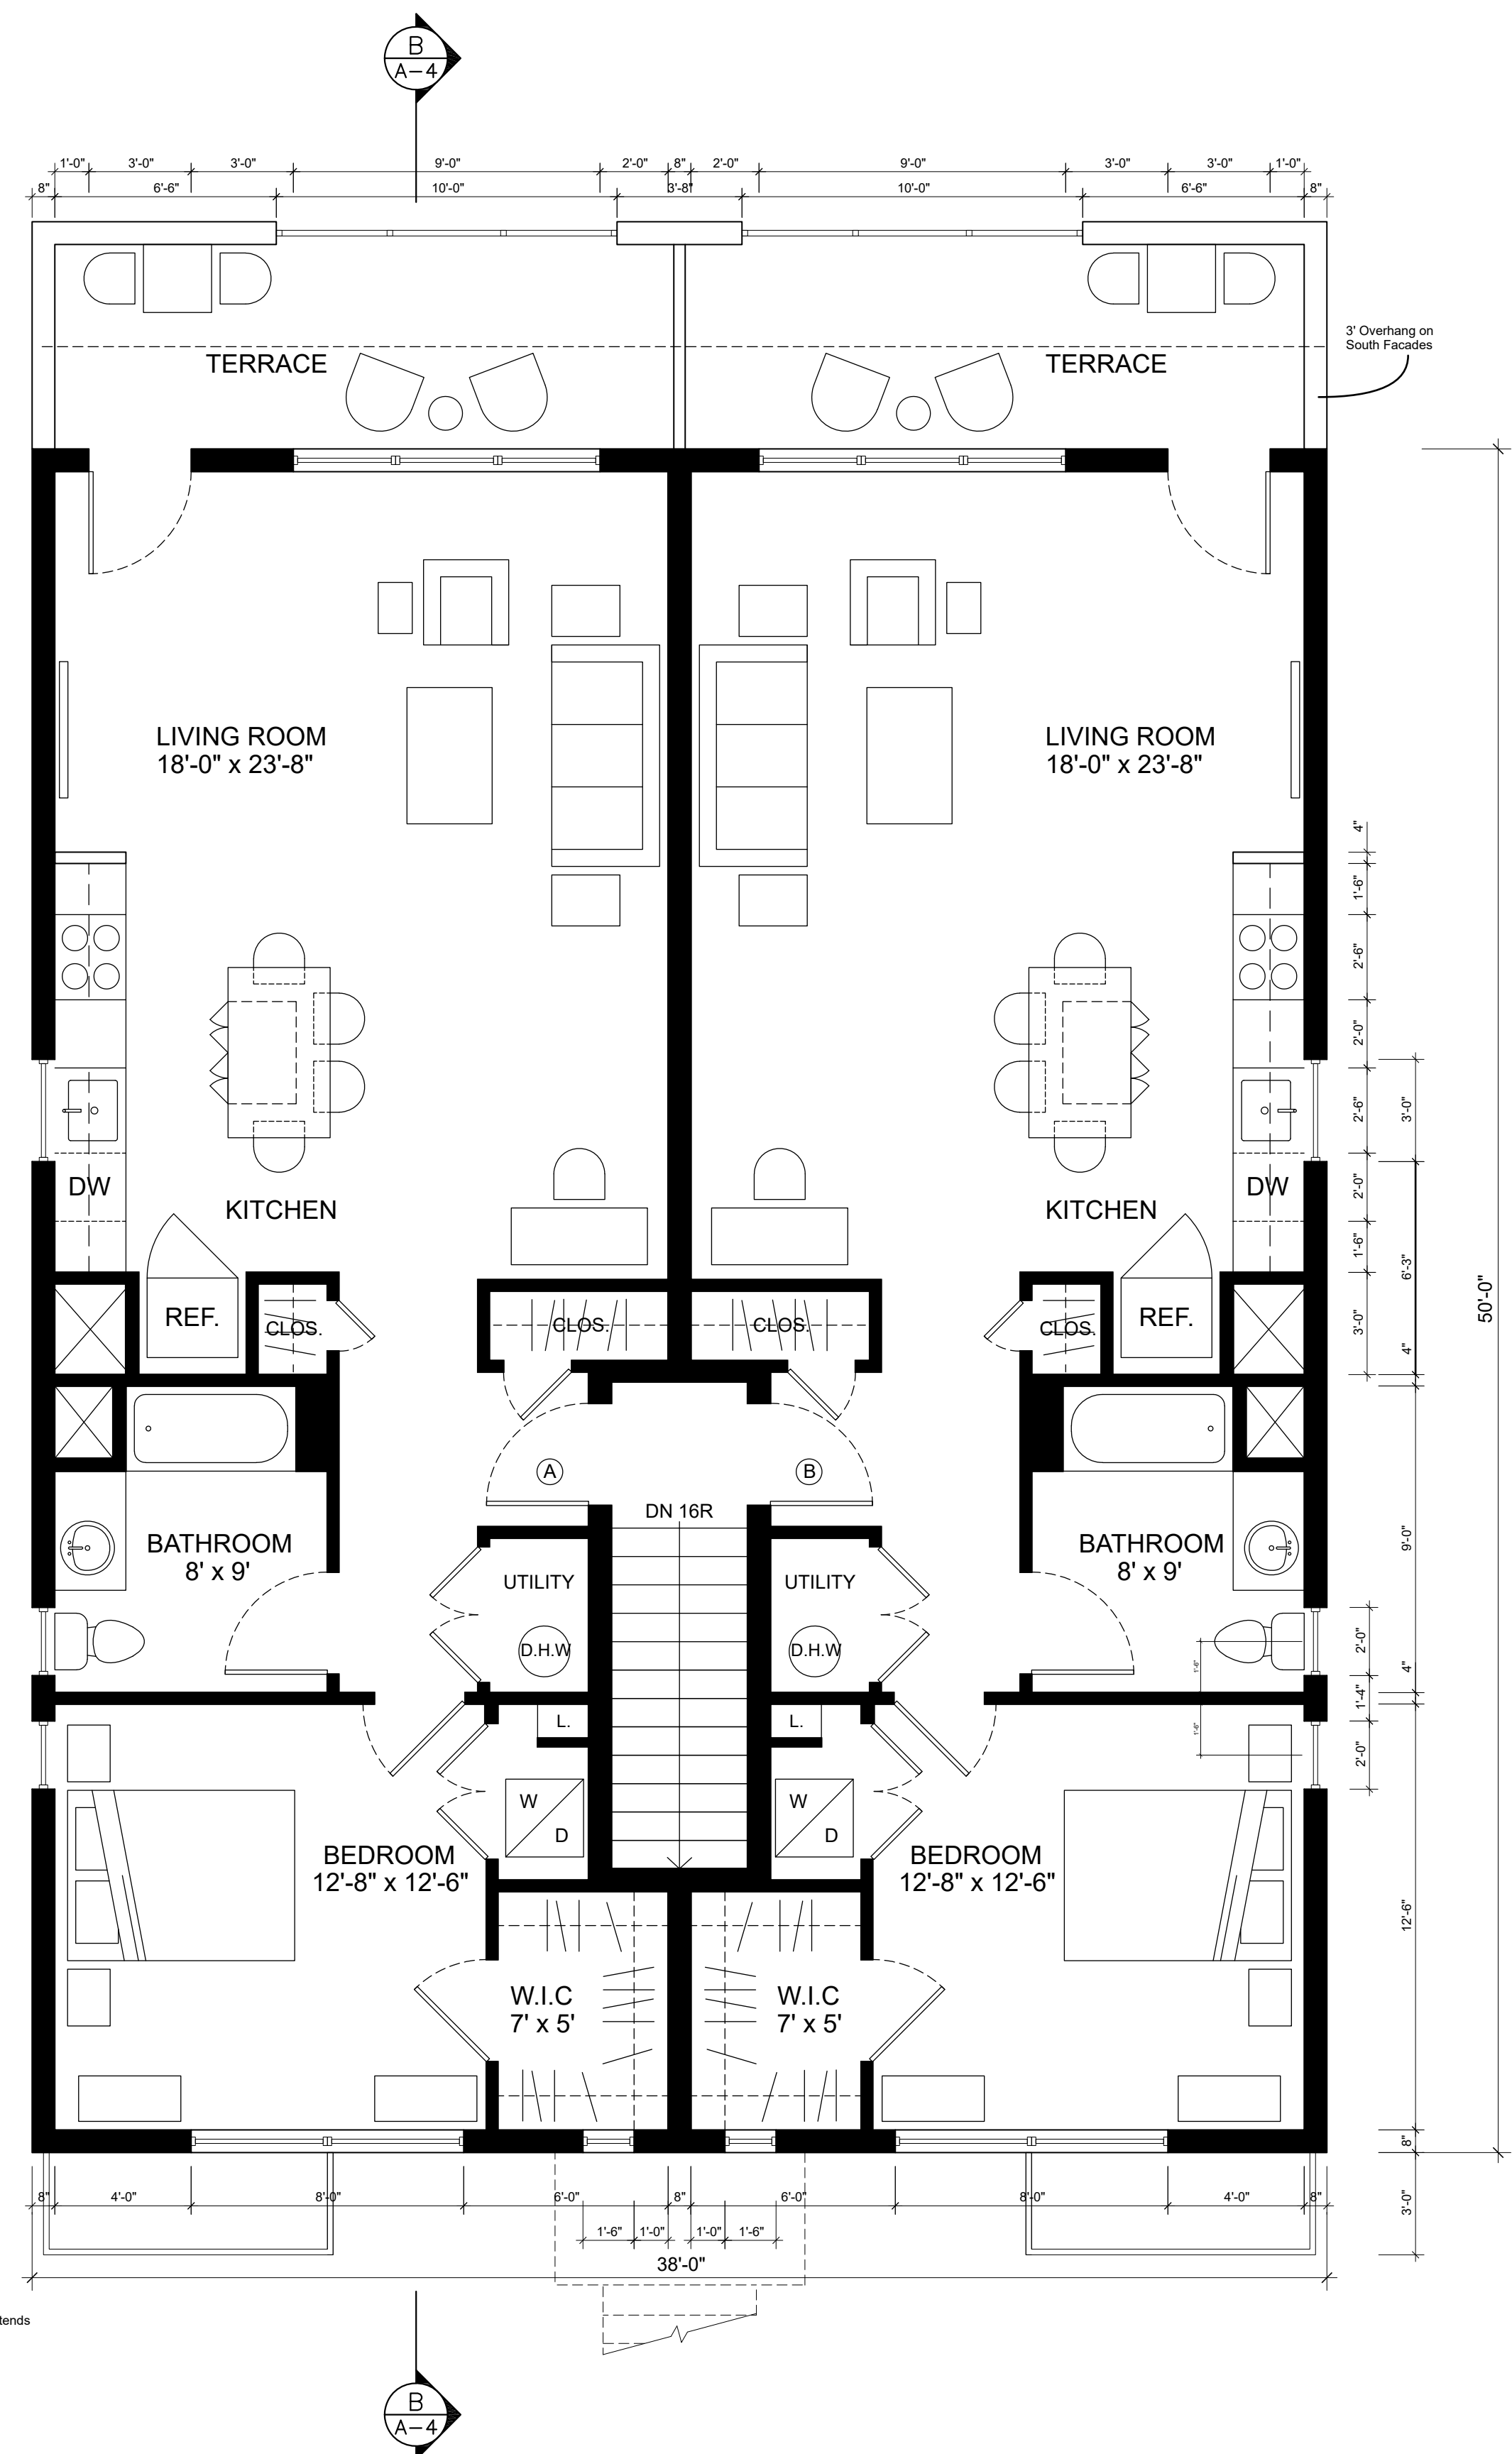 B
A-4
1'-0"
3'-0"
3'-0"
9'-0"
2'-0"
8"
2'-0"
9'-0"
3'-0"
3'-0"
1'-0"
8"
6'-6"
10'-0"
3'-8"
10'-0"
6'-6"
8"
3' Overhang on
South Facades
TERRACE
TERRACE
LIVING ROOM
18'-0" x 23'-8"
LIVING ROOM
18'-0" x 23'-8"
4"
1'-6"
2'-6"
2'-0"
2'-6"
3'-0"
DW
DW
2'-0"
KITCHEN
KITCHEN
1'-6"
6'-3"
50'-0"
REF.
CLOS.
CLOS.
CLOS.
CLOS.
REF.
3'-0"
4"
A
B
DN 16R
BATHROOM
8' x 9'
BATHROOM
8' x 9'
9'-0"
UTILITY
UTILITY
D.H.W
D.H.W
2'-0"
1'-6"
4"
1'-4"
L.
L.
1'-6"
2'-0"
W
D
W
D
BEDROOM
12'-8" x 12'-6"
BEDROOM
12'-8" x 12'-6"
12'-6"
W.I.C
7' x 5'
W.I.C
7' x 5'
8"
8"
4'-0"
8'-0"
6'-0"
8"
6'-0"
8'-0"
4'-0"
8"
3'-0"
1'-6"
1'-0"
1'-0"
1'-6"
38'-0"
tends
B
A-4